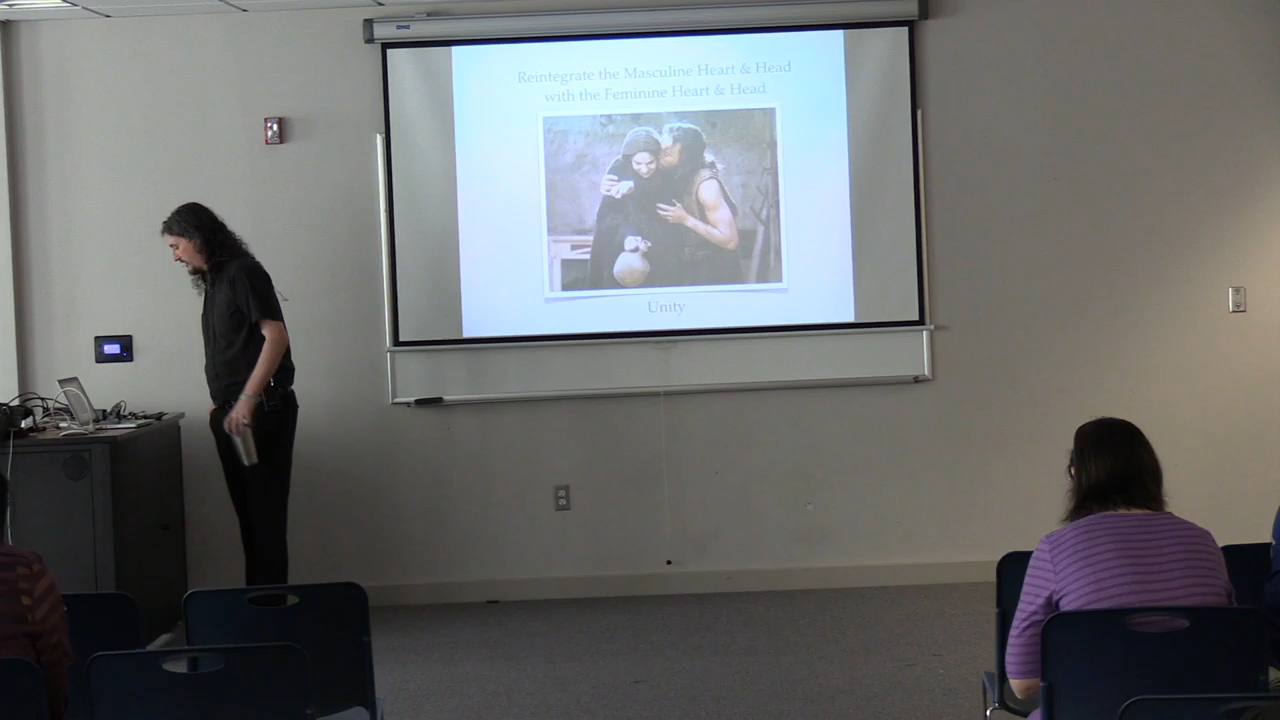 Reintegrate the Masculine Heart & Head
with the Feminine Heart & Head
Unity